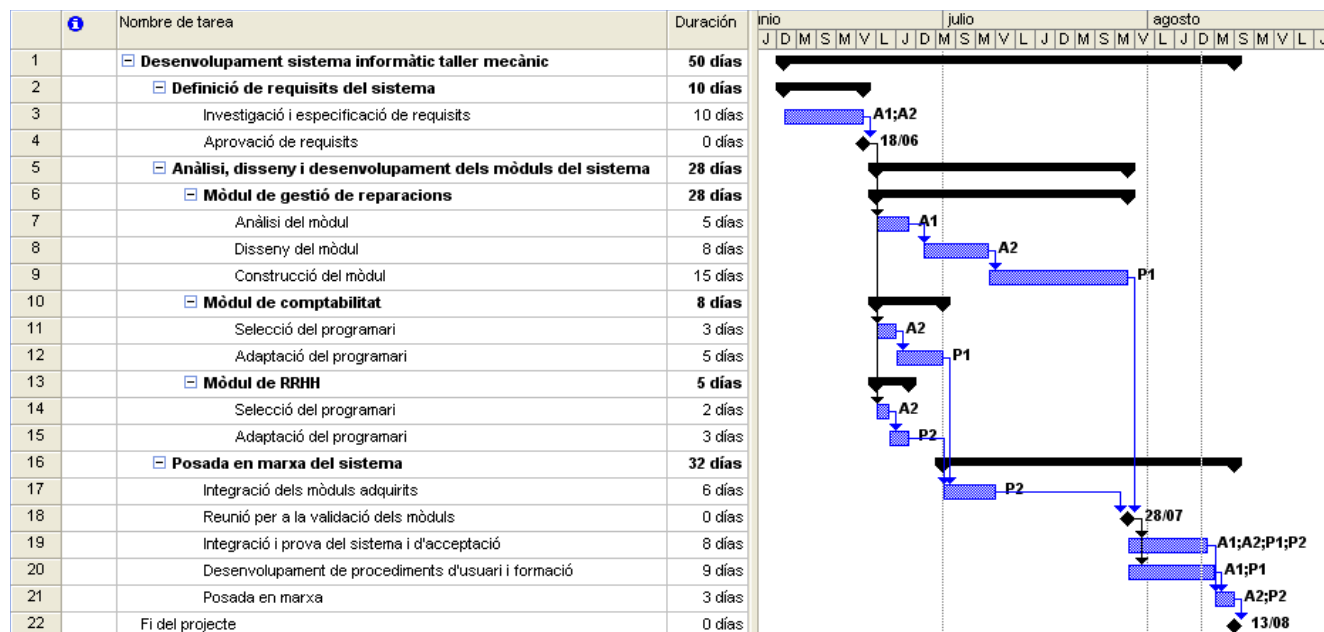 Nombre de tarea Duración nio julio agosto
J D M S M V L J D M S M V L J D M S M V L J D M S M V L J
1 Desenvolupament sistema informàtic taller mecànic 50 días
2 Definició de requisits del sistema 10 días
3 Investigació i especificació de requisits 10 días A1;A2
4 Aprovació de requisits 0 días 18/06
5 Anàlisi, disseny i desenvolupament dels mòduls del sistema 28 días
6 Mòdul de gestió de reparacions 28 días
7 Anàlisi del mòdul 5 días A1
8 Disseny del mòdul 8 días A2
9 Construcció del mòdul 15 días P1
10 Mòdul de comptabilitat 8 días
11 Selecció del programari 3 días A2
12 Adaptació del programari 5 días P1
13 Mòdul de RRHH 5 días
14 Selecció del programari 2 días A2
15 Adaptació del programari 3 días P2
16 Posada en marxa del sistema 32 días
17 Integració dels mòduls adquirits 6 días P2
18 Reunió per a la validació dels mòduls 0 días 28/07
19 Integració i prova del sistema i d'acceptació 8 días A1;A2;P1;P2
20 Desenvolupament de procediments d'usuari i formació 9 días A1;P1
21 Posada en marxa 3 días A2;P2
22 Fi del projecte 0 días 13/08